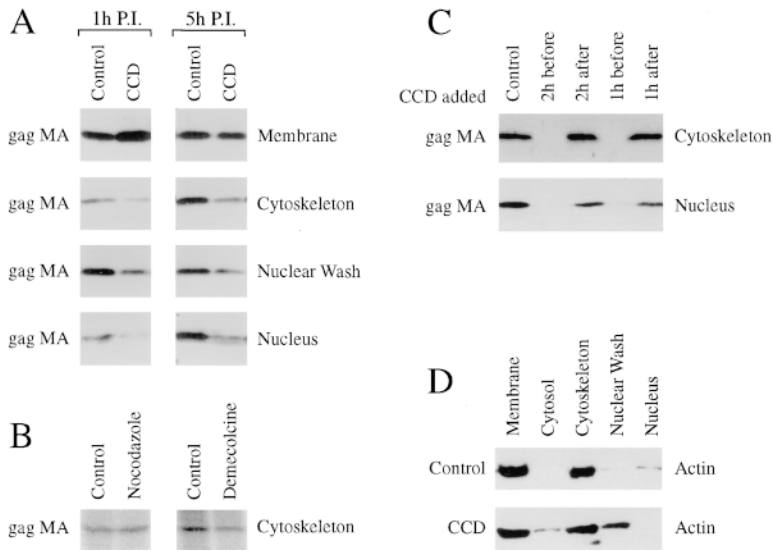 A
1h P.I.
5h P.I.
Control
CCD
Control
CCD
gag MA
Membrane
gag MA
Cytoskeleton
gag MA
Nuclear Wash
gag MA
Nucleus
B
Control
Nocodazole
Control
Demecolcine
gag MA
Cytoskeleton
C
CCD added
Control
2h before
2h after
1h before
1h after
gag MA
Cytoskeleton
gag MA
Nucleus
D
Membrane
Cytosol
Cytoskeleton
Nuclear Wash
Nucleus
Control
Actin
CCD
Actin